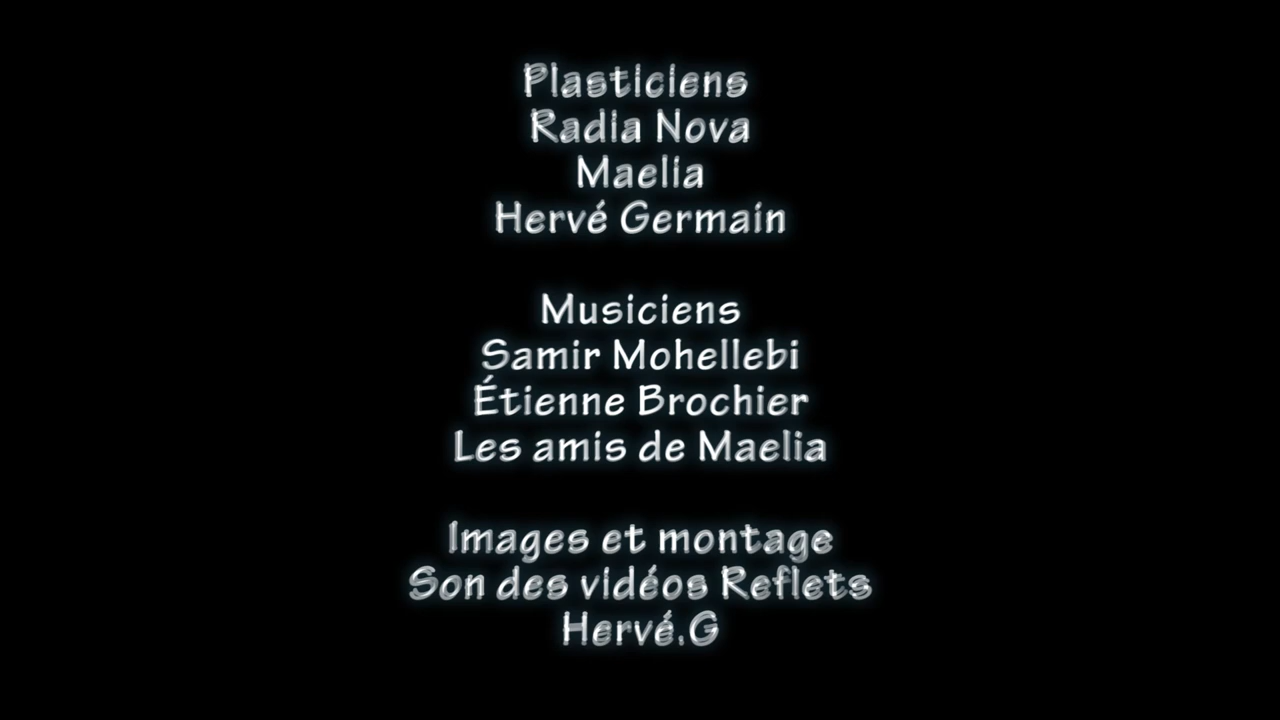 Plasticiens
Radia Nova
Maelia
Hervé Germain
Musiciens
Samir Mohellebi
Étienne Brochier
Les amis de Maelia
Images et montage
Son des vidéos Reflets
Hervé.G